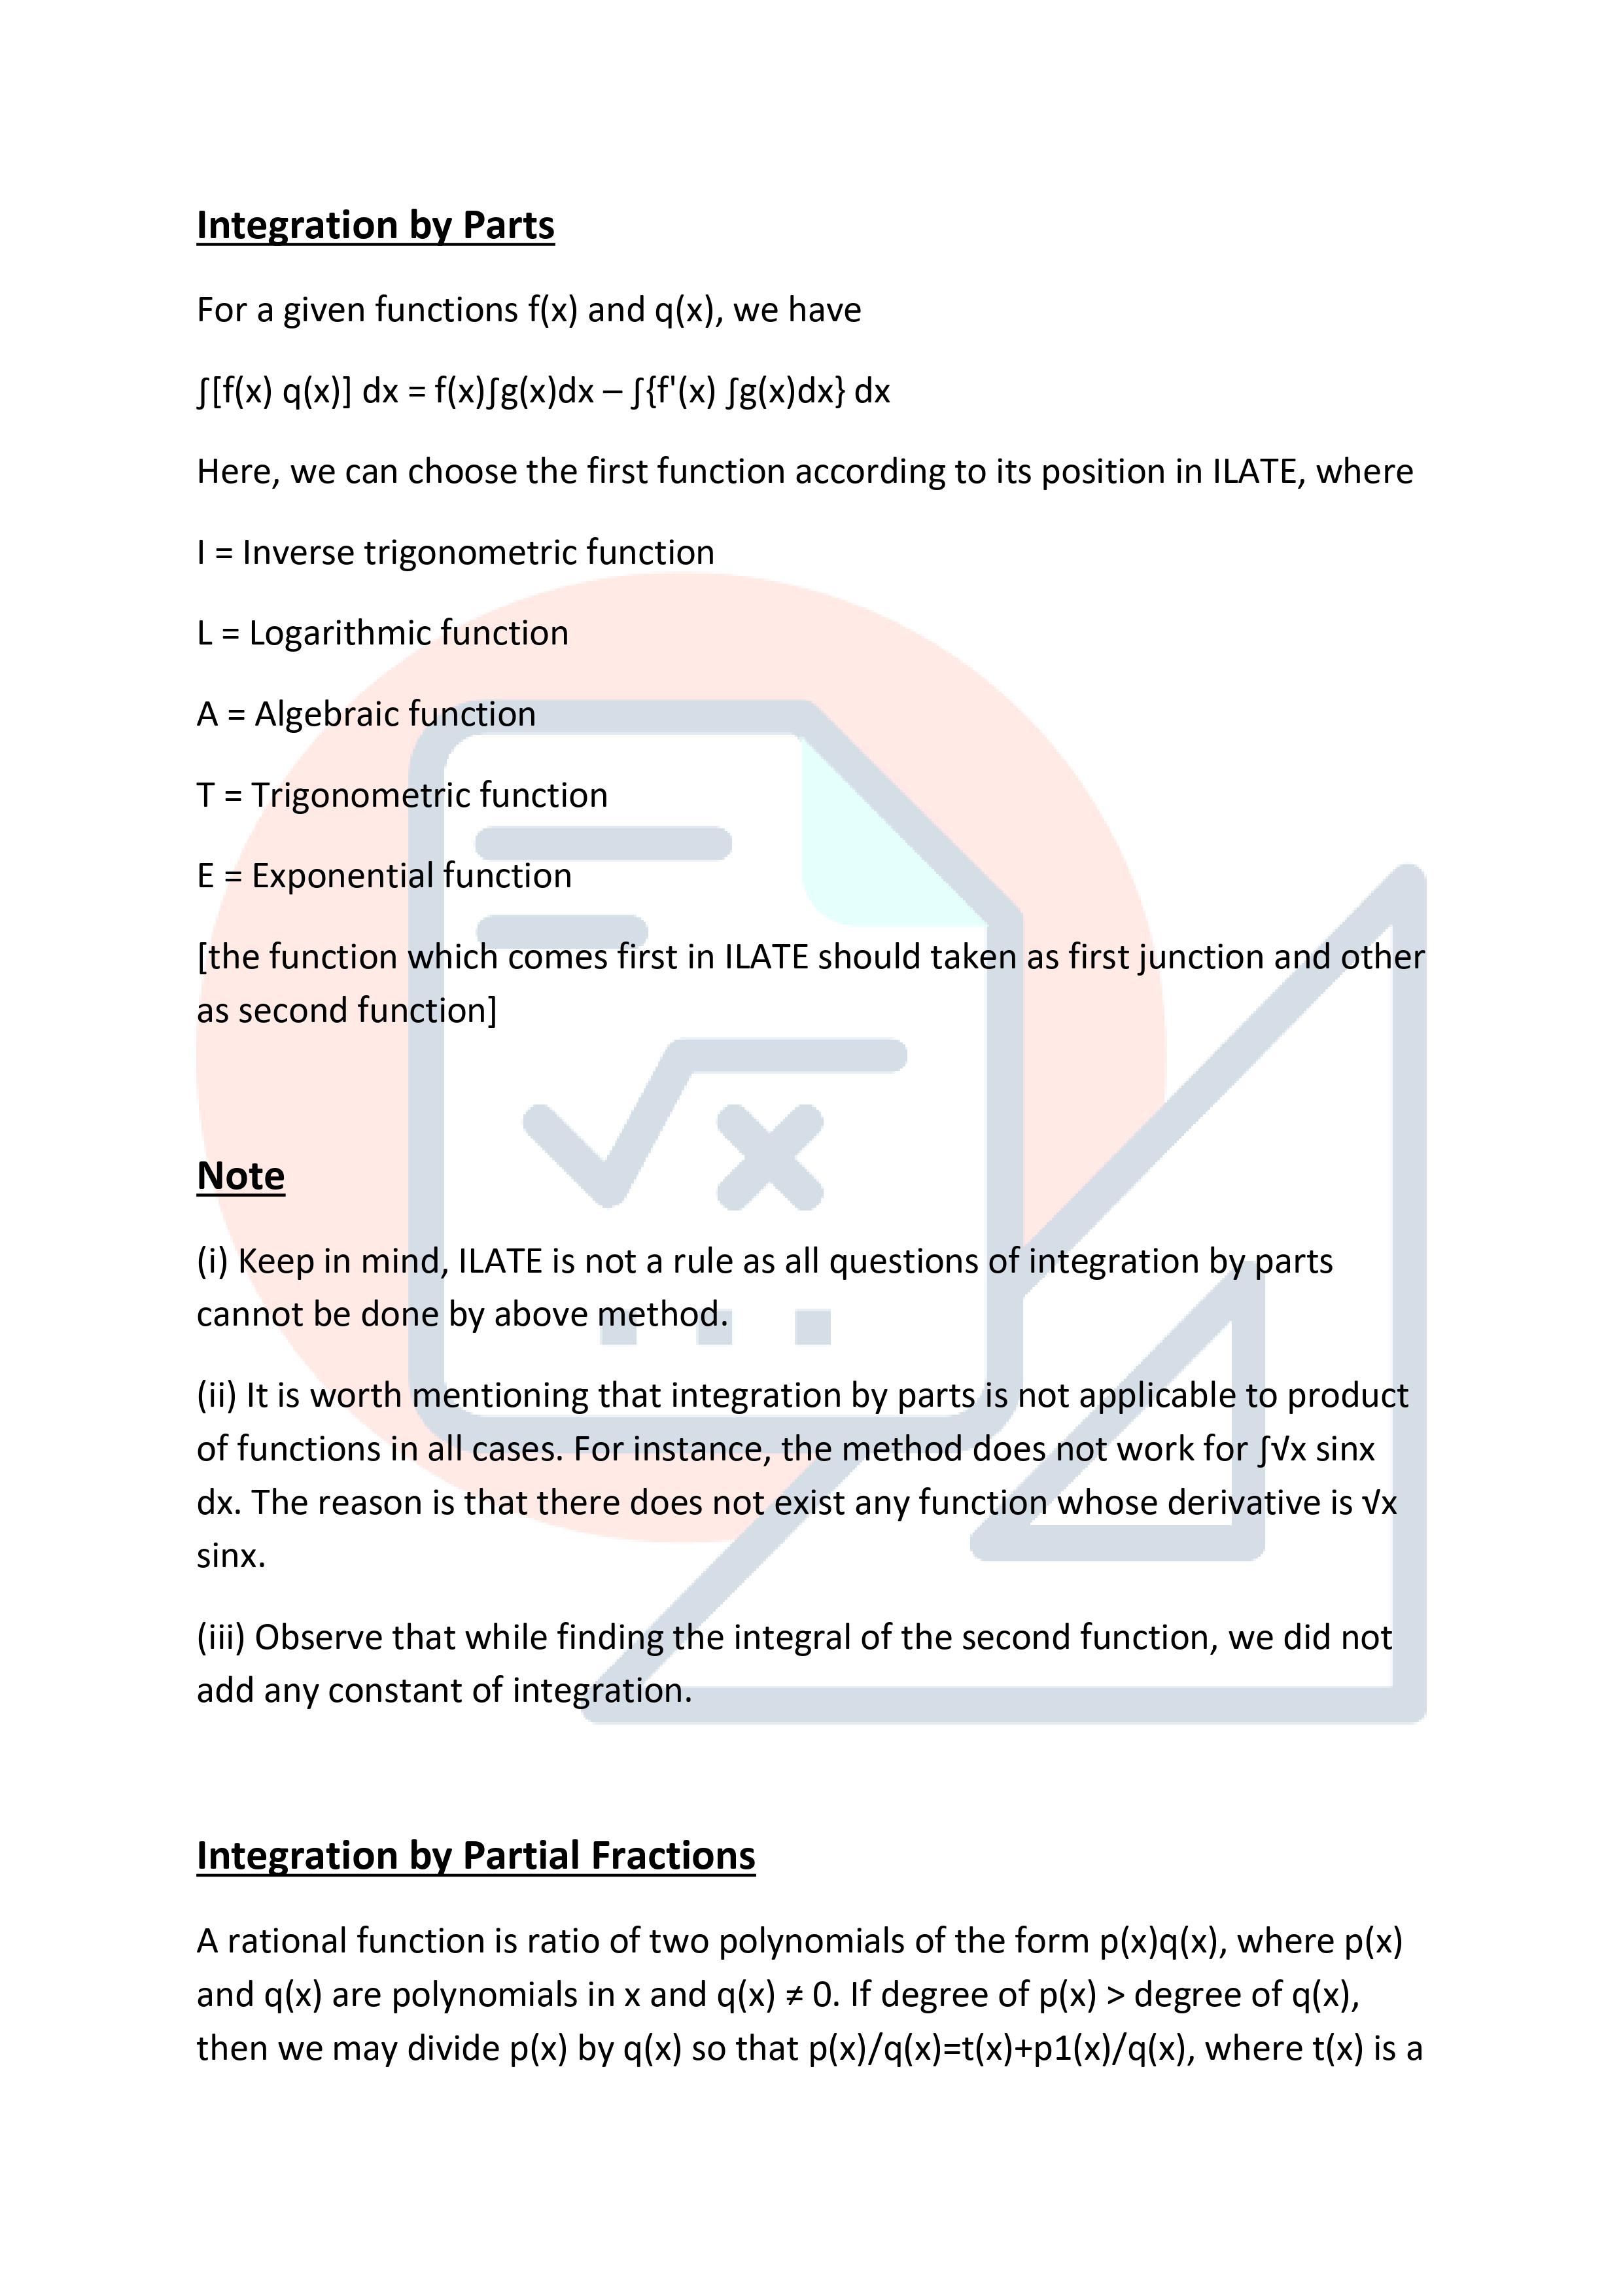 Integration by Parts
For a given functions f(x) and q(x), we have
∫[f(x) q(x)] dx = f(x)∫g(x)dx – ∫{f'(x) ∫g(x)dx} dx
Here, we can choose the first function according to its position in ILATE, where
I = Inverse trigonometric function
L = Logarithmic function
A = Algebraic function
T = Trigonometric function
E = Exponential function
[the function which comes first in ILATE should taken as first junction and other
as second function]
Note
(i) Keep in mind, ILATE is not a rule as all questions of integration by parts
cannot be done by above method.
(ii) It is worth mentioning that integration by parts is not applicable to product
of functions in all cases. For instance, the method does not work for ∫√x sinx
dx. The reason is that there does not exist any function whose derivative is √x
sinx.
(iii) Observe that while finding the integral of the second function, we did not
add any constant of integration.
Integration by Partial Fractions
A rational function is ratio of two polynomials of the form p(x)q(x), where p(x)
and q(x) are polynomials in x and q(x) ≠ 0. If degree of p(x) > degree of q(x),
then we may divide p(x) by q(x) so that p(x)/q(x)=t(x)+p1(x)/q(x), where t(x) is a